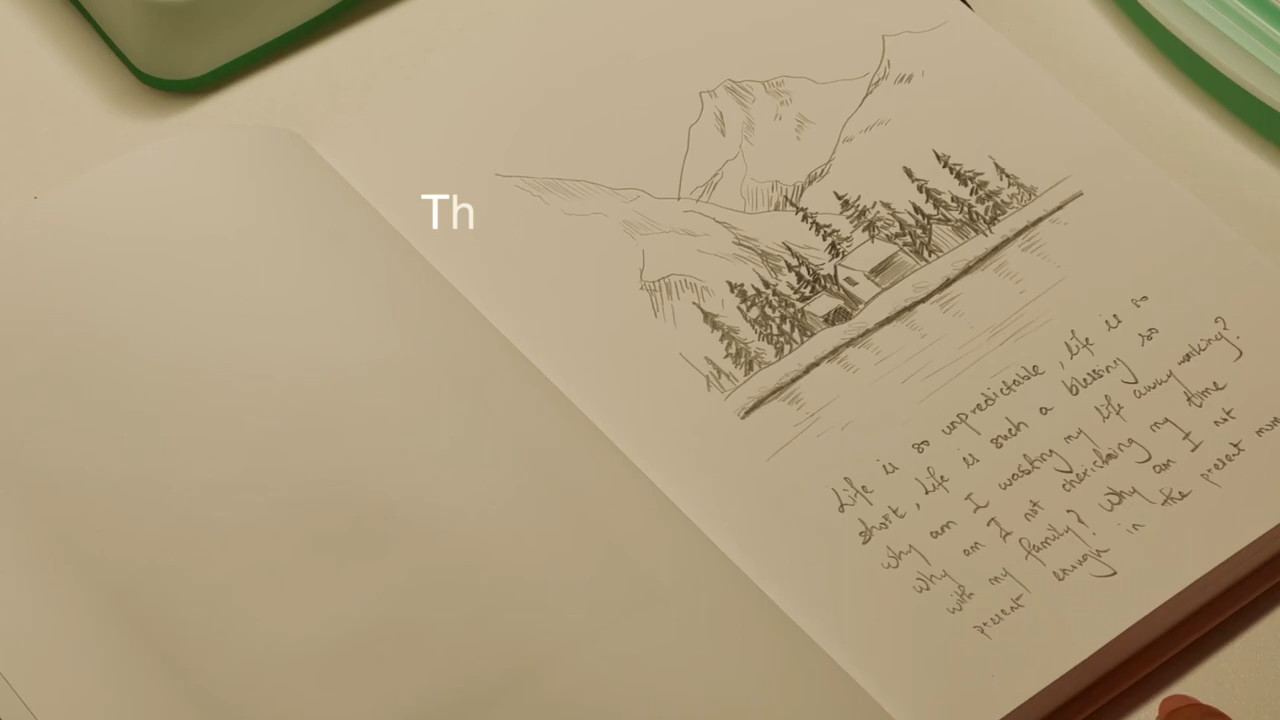 Th
Life is so unpredictable, life is so
short, life is such a blessing so
why am I wasting my life away working?
why am I not cherishing my time
with my family? Why am I not
present enough in the present